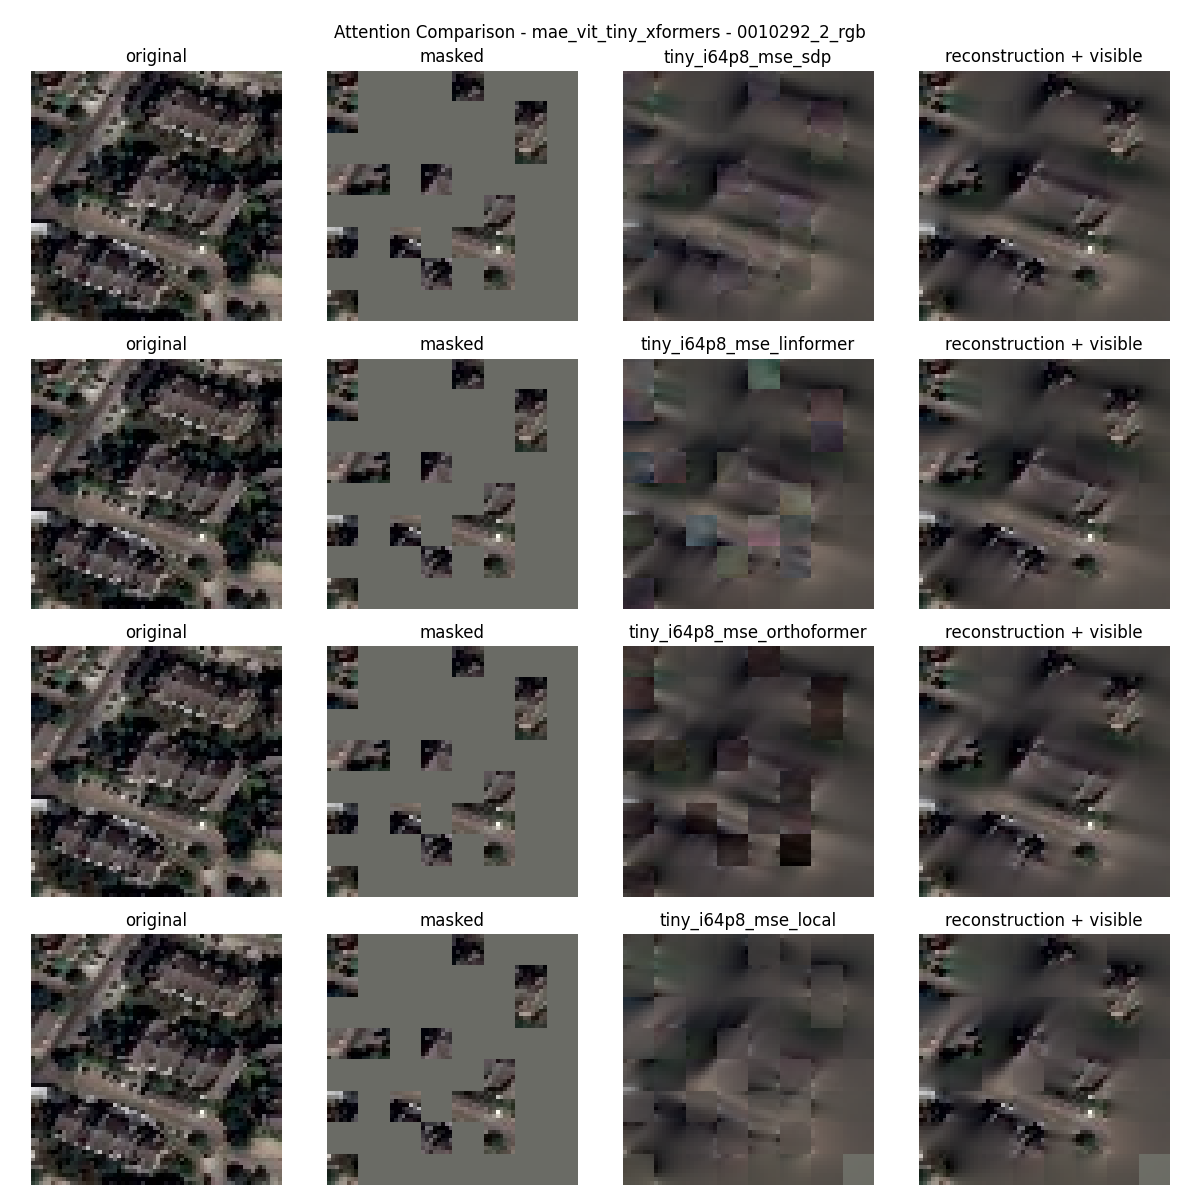 Attention Comparison - mae_vit_tiny_xformers - 0010292_2_rgb
original masked tiny_i64p8_mse_sdp reconstruction + visible
original masked tiny_i64p8_mse_linformer reconstruction + visible
original masked tiny_i64p8_mse_orthoformer reconstruction + visible
original masked tiny_i64p8_mse_local reconstruction + visible